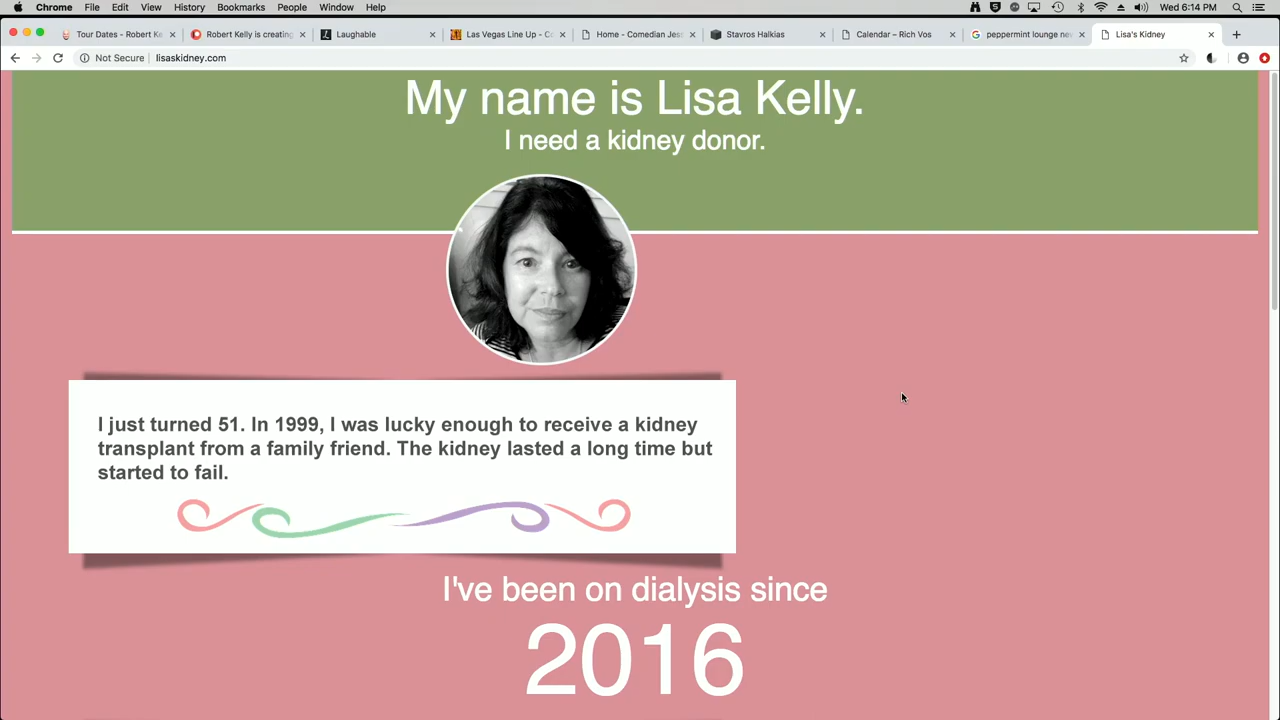 Chrome File Edit View History Bookmarks People Window Help Wed 6:14 PM
Tour Dates - Robert Ke Robert Kelly is creating Laughable Las Vegas Line Up - Co Home - Comedian Jess Stavros Halkias Calendar – Rich Vos peppermint lounge new Lisa's Kidney
Not Secure lisaskidney.com
My name is Lisa Kelly.
I need a kidney donor.
I just turned 51. In 1999, I was lucky enough to receive a kidney
transplant from a family friend. The kidney lasted a long time but
started to fail.
I've been on dialysis since
2016